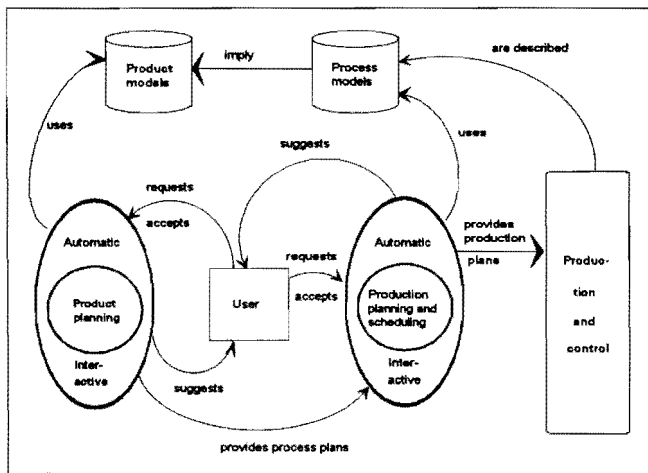 are described
Product
models
imply
Process
models
uses
suggests
uses
requests
accepts
Automatic
Product
planning
Inter-
active
User
requests
accepts
Automatic
Production
planning and
scheduling
Inter-
active
provides
production
plans
Produc-
tion
and
control
suggests
provides process plans